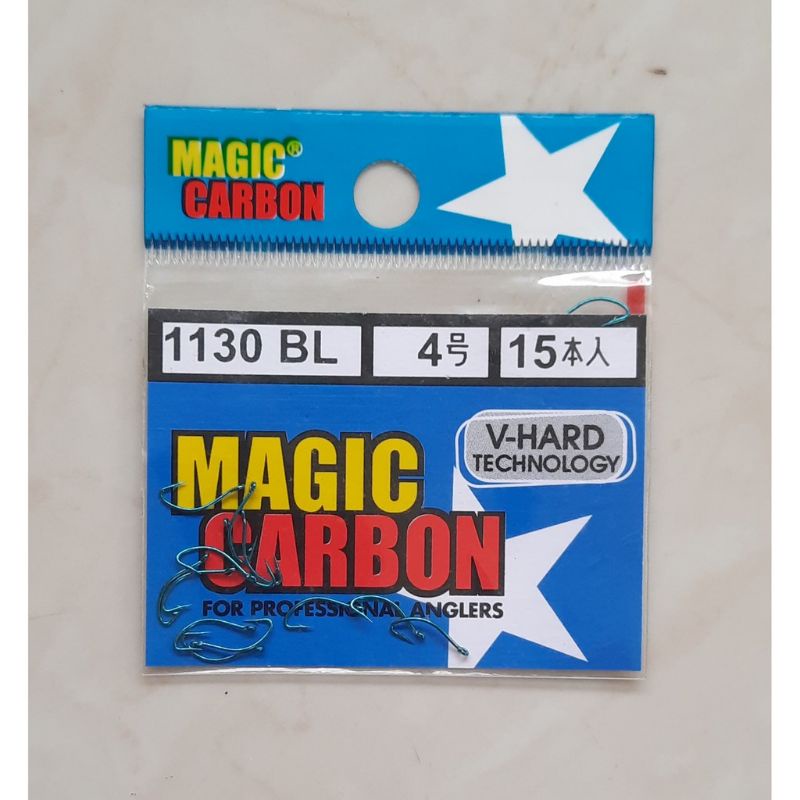 MAGIC®
CARBON
1130 BL 4号 15本入
V-HARD
TECHNOLOGY
MAGIC
CARBON
FOR PROFESSIONAL ANGLERS